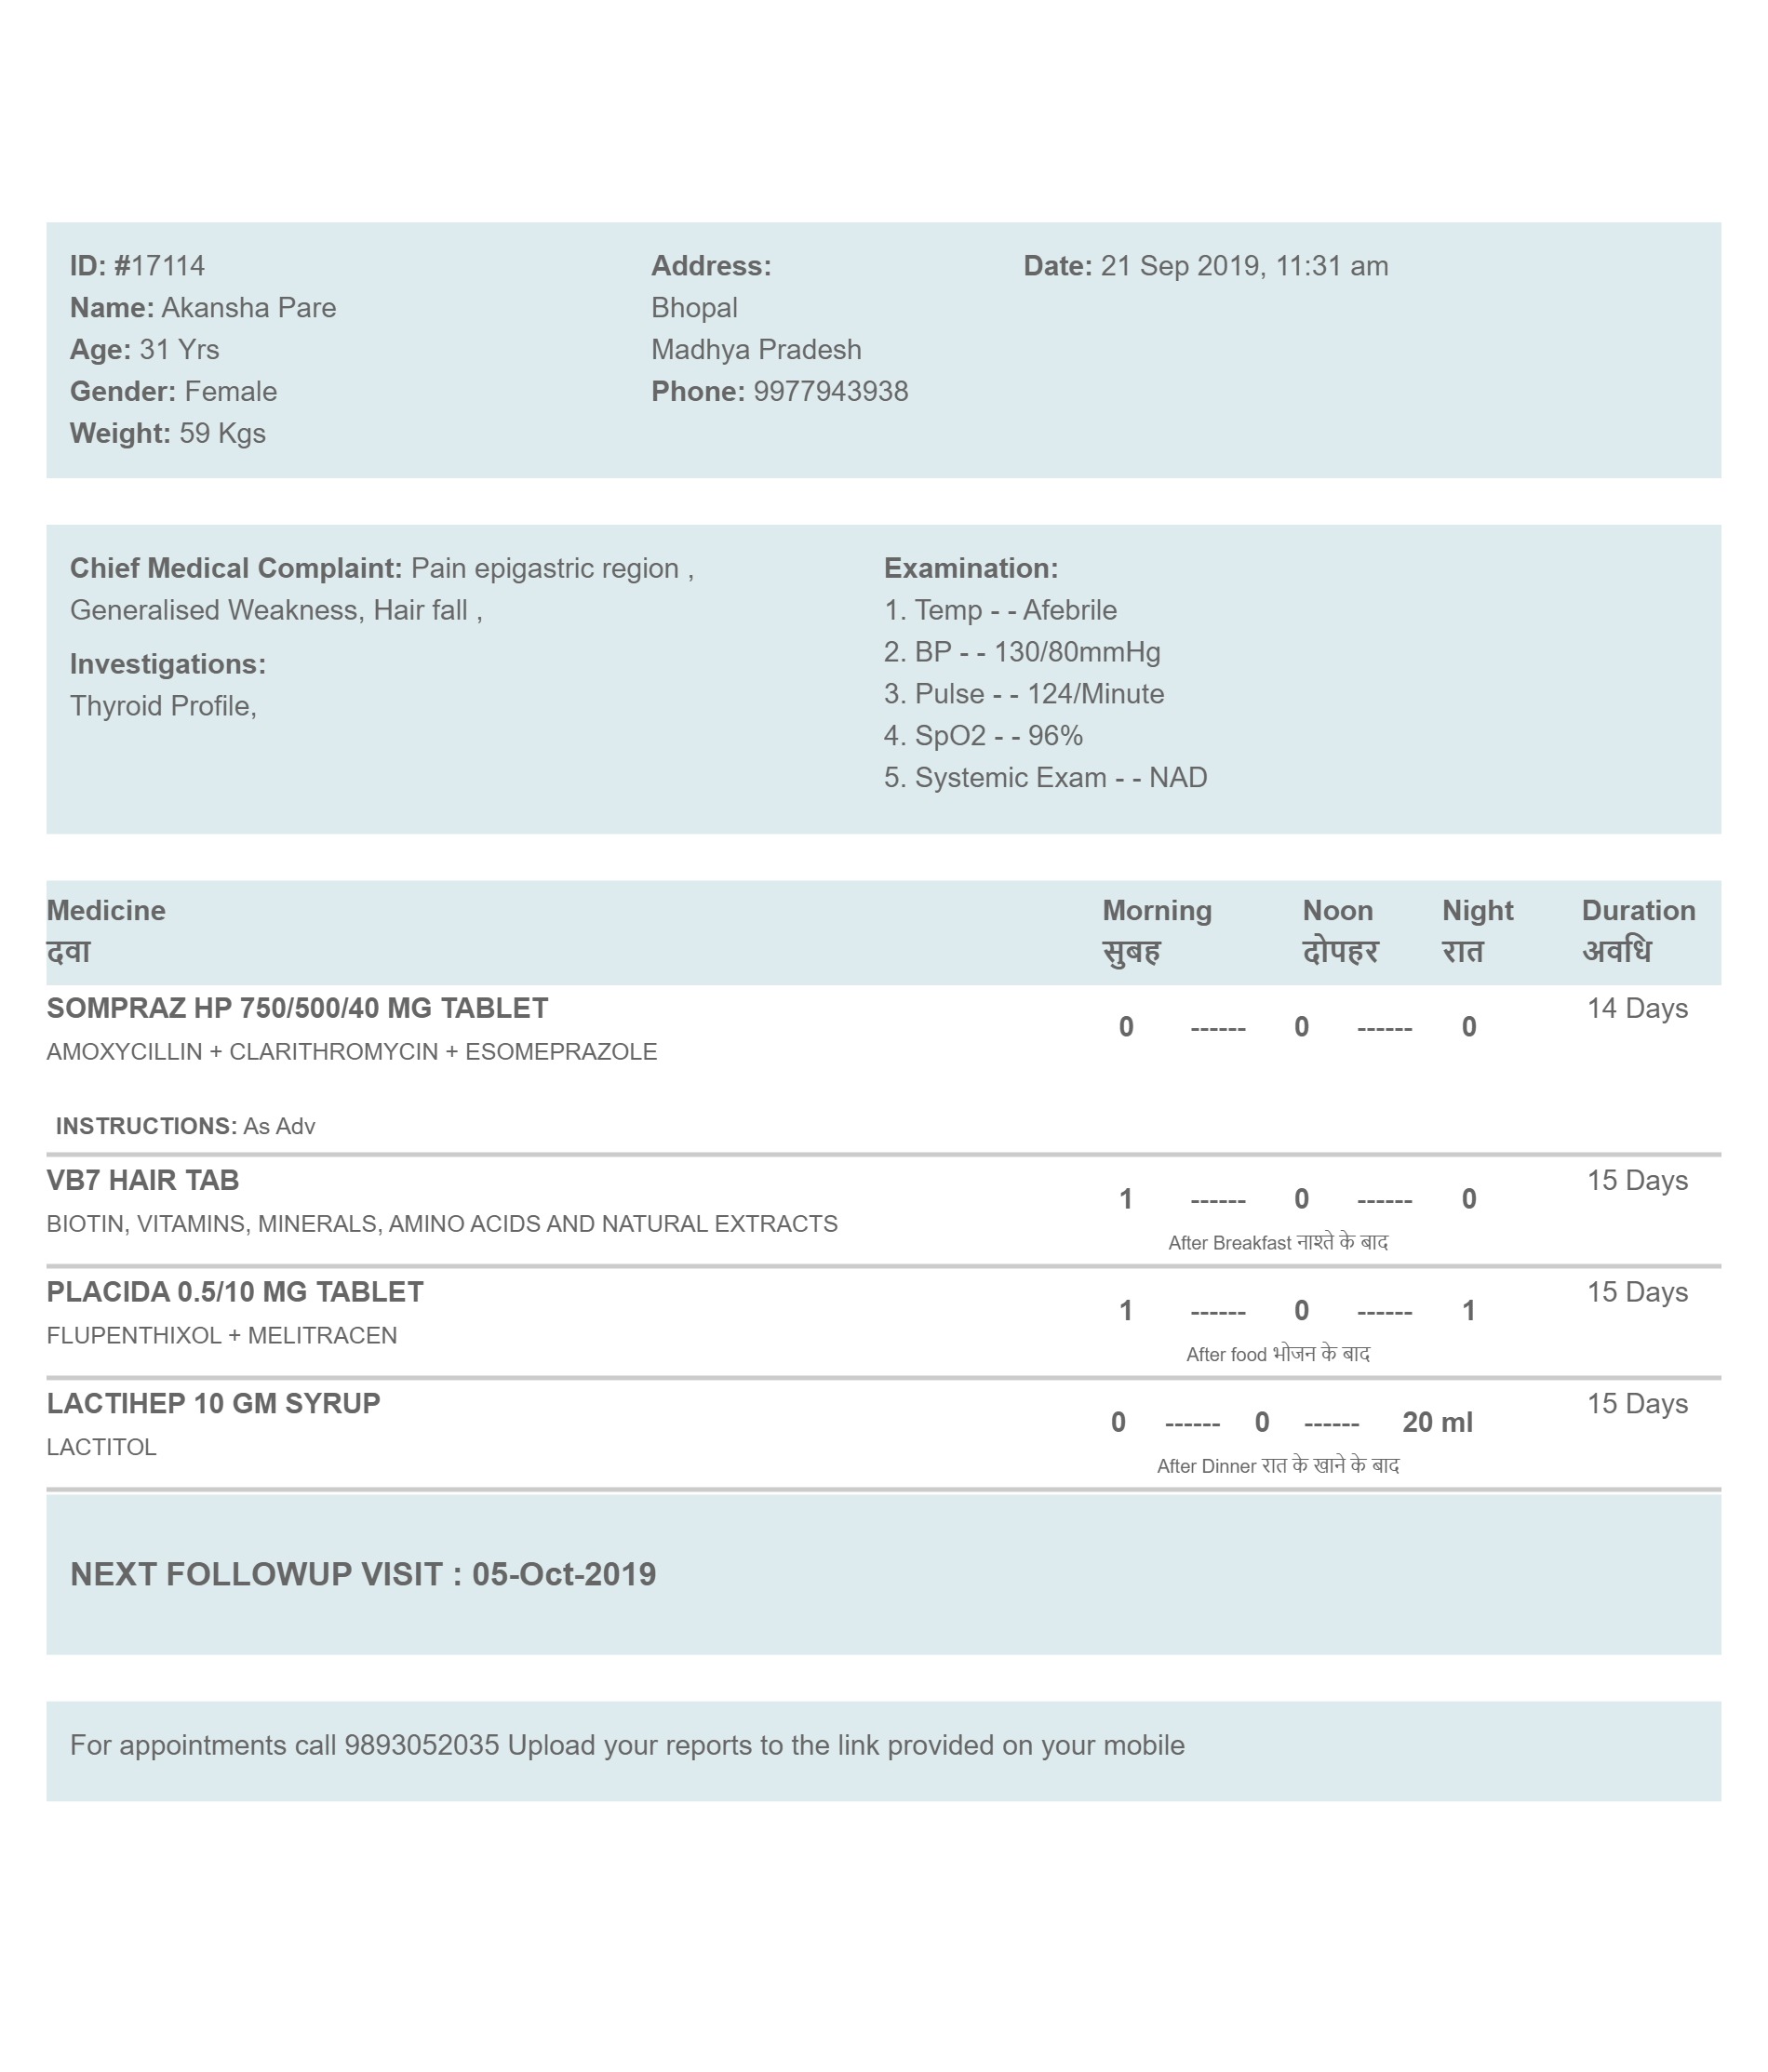 ID: #17114
Name: Akansha Pare
Age: 31 Yrs
Gender: Female
Weight: 59 Kgs
Address:
Bhopal
Madhya Pradesh
Phone: 9977943938
Date: 21 Sep 2019, 11:31 am
Chief Medical Complaint: Pain epigastric region ,
Generalised Weakness, Hair fall ,
Investigations:
Thyroid Profile,
Examination:
1. Temp - - Afebrile
2. BP - - 130/80mmHg
3. Pulse - - 124/Minute
4. SpO2 - - 96%
5. Systemic Exam - - NAD
Medicine Morning Noon Night Duration
दवा सुबह दोपहर रात अवधि
SOMPRAZ HP 750/500/40 MG TABLET 0 ------ 0 ------ 0 14 Days
AMOXYCILLIN + CLARITHROMYCIN + ESOMEPRAZOLE
INSTRUCTIONS: As Adv
VB7 HAIR TAB 1 ------ 0 ------ 0 15 Days
BIOTIN, VITAMINS, MINERALS, AMINO ACIDS AND NATURAL EXTRACTS
After Breakfast नाश्ते के बाद
PLACIDA 0.5/10 MG TABLET 1 ------ 0 ------ 1 15 Days
FLUPENTHIXOL + MELITRACEN
After food भोजन के बाद
LACTIHEP 10 GM SYRUP 0 ------ 0 ------ 20 ml 15 Days
LACTITOL
After Dinner रात के खाने के बाद
NEXT FOLLOWUP VISIT : 05-Oct-2019
For appointments call 9893052035 Upload your reports to the link provided on your mobile